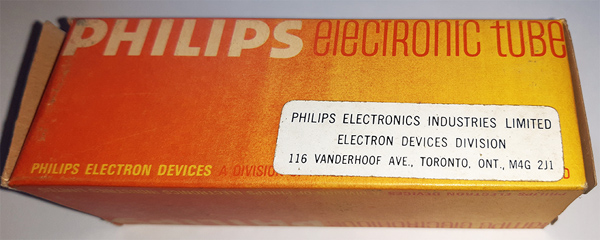 PHILIPS electronic tube
PHILIPS ELECTRONICS INDUSTRIES LIMITED
ELECTRON DEVICES DIVISION
116 VANDERHOOF AVE., TORONTO, ONT., M4G 2J1
PHILIPS ELECTRON DEVICES A DIVISION